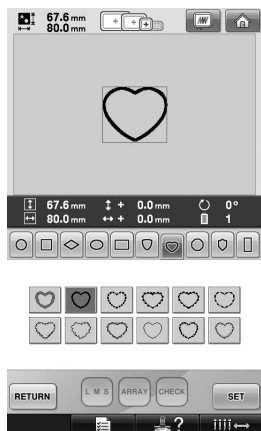 67.6 mm
80.0 mm
67.6 mm + 0.0 mm 0°
80.0 mm + 0.0 mm 1
RETURN L M S ARRAY CHECK SET
?